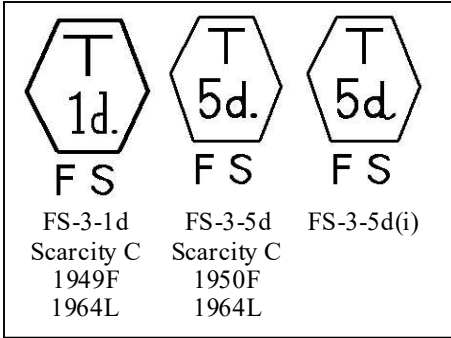 T T T
1d. 5d. 5d
F S F S F S
FS-3-1d FS-3-5d FS-3-5d(i)
Scarcity C Scarcity C
1949F 1950F
1964L 1964L